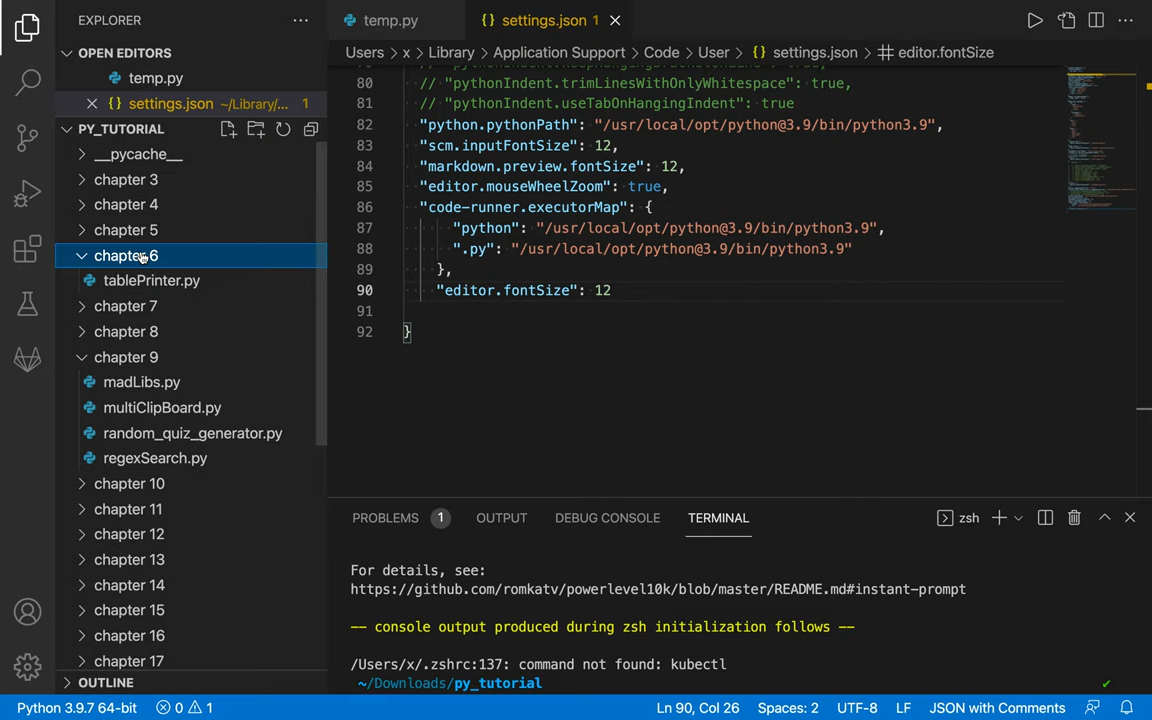 EXPLORER
OPEN EDITORS
temp.py
settings.json ~/Library/... 1
PY_TUTORIAL
__pycache__
chapter 3
chapter 4
chapter 5
chapter 6
tablePrinter.py
chapter 7
chapter 8
chapter 9
madLibs.py
multiClipBoard.py
random_quiz_generator.py
regexSearch.py
chapter 10
chapter 11
chapter 12
chapter 13
chapter 14
chapter 15
chapter 16
chapter 17
OUTLINE
temp.py
{} settings.json 1
Users > x > Library > Application Support > Code > User > {} settings.json > # editor.fontSize
80 // "pythonIndent.trimLinesWithOnlyWhitespace": true,
81 // "pythonIndent.useTabOnHangingIndent": true
82 "python.pythonPath": "/usr/local/opt/python@3.9/bin/python3.9",
83 "scm.inputFontSize": 12,
84 "markdown.preview.fontSize": 12,
85 "editor.mouseWheelZoom": true,
86 "code-runner.executorMap": {
87 "python": "/usr/local/opt/python@3.9/bin/python3.9",
88 ".py": "/usr/local/opt/python@3.9/bin/python3.9"
89 },
90 "editor.fontSize": 12
91
92 }
PROBLEMS 1 OUTPUT DEBUG CONSOLE TERMINAL zsh
For details, see:
https://github.com/romkatv/powerlevel10k/blob/master/README.md#instant-prompt
-- console output produced during zsh initialization follows --
/Users/x/.zshrc:137: command not found: kubectl
~/Downloads/py_tutorial
Python 3.9.7 64-bit 0 1 Ln 90, Col 26 Spaces: 2 UTF-8 LF JSON with Comments